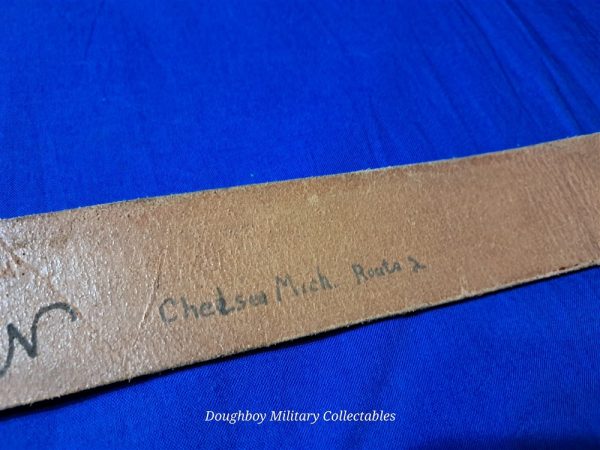 N
Chelsea Mich. Route 2
Doughboy Military Collectables